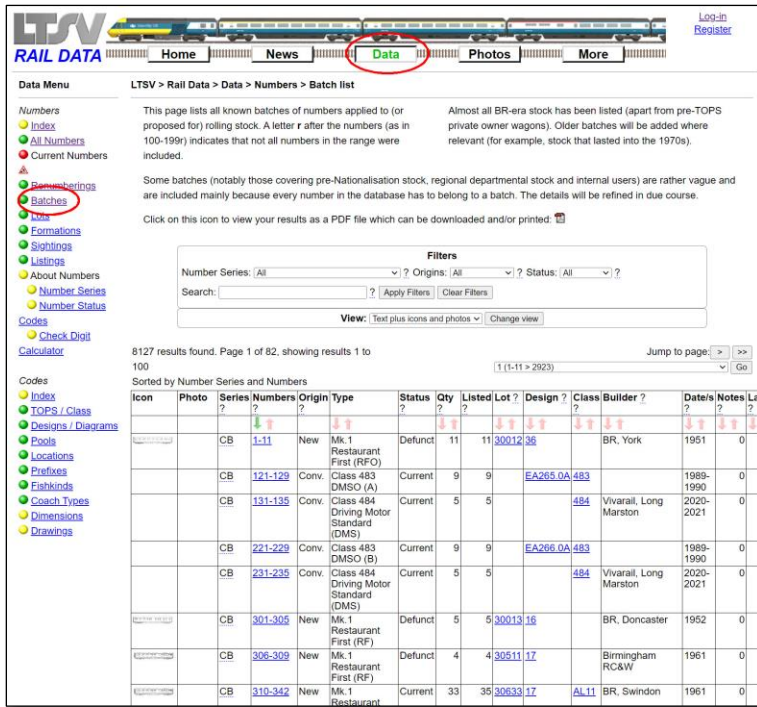 LTSV
RAIL DATA
Home News Data Photos More
Log-in
Register
Data Menu
Numbers
Index
All Numbers
Current Numbers
Renumberings
Batches
Lots
Formations
Sightings
Listings
About Numbers
Number Series
Number Status
Codes
Check Digit
Calculator
Codes
Index
TOPS / Class
Designs / Diagrams
Pools
Locations
Prefixes
Fishkinds
Coach Types
Dimensions
Drawings
LTSV > Rail Data > Data > Numbers > Batch list
This page lists all known batches of numbers applied to (or
proposed for) rolling stock. A letter r after the numbers (as in
100-199r) indicates that not all numbers in the range were
included.
Almost all BR-era stock has been listed (apart from pre-TOPS
private owner wagons). Older batches will be added where
relevant (for example, stock that lasted into the 1970s).
Some batches (notably those covering pre-Nationalisation stock, regional departmental stock and internal users) are rather vague and
are included mainly because every number in the database has to belong to a batch. The details will be refined in due course.
Click on this icon to view your results as a PDF file which can be downloaded and/or printed:
Filters
Number Series: All ? Origins: All ? Status: All ?
Search: ? Apply Filters Clear Filters
View: Text plus icons and photos Change view
8127 results found. Page 1 of 82, showing results 1 to
100
Jump to page: > >>
1 (1-11 > 2923) Go
Sorted by Number Series and Numbers
Icon Photo Series Numbers Origin Type Status Qty Listed Lot ? Design ? Class Builder ? Date/s Notes La
? ? ? ? ? ? ? ? ? ?
CB 1-11 New Mk.1 Defunct 11 11 30012 36 BR, York 1951 0
Restaurant
First (RFO)
CB 121-129 Conv. Class 483 Current 9 9 EA265.0A 483 1989- 0
DMSO (A) 1990
CB 131-135 Conv. Class 484 Current 5 5 484 Vivarail, Long 2020- 0
Driving Motor Marston 2021
Standard
(DMS)
CB 221-229 Conv. Class 483 Current 9 9 EA266.0A 483 1989- 0
DMSO (B) 1990
CB 231-235 Conv. Class 484 Current 5 5 484 Vivarail, Long 2020- 0
Driving Motor Marston 2021
Standard
(DMS)
CB 301-305 New Mk.1 Defunct 5 5 30013 16 BR, Doncaster 1952 0
Restaurant
First (RF)
CB 306-309 New Mk.1 Defunct 4 4 30511 17 Birmingham 1961 0
Restaurant RC&W
First (RF)
CB 310-342 New Mk.1 Current 33 35 30633 17 AL11 BR, Swindon 1961 0
Restaurant